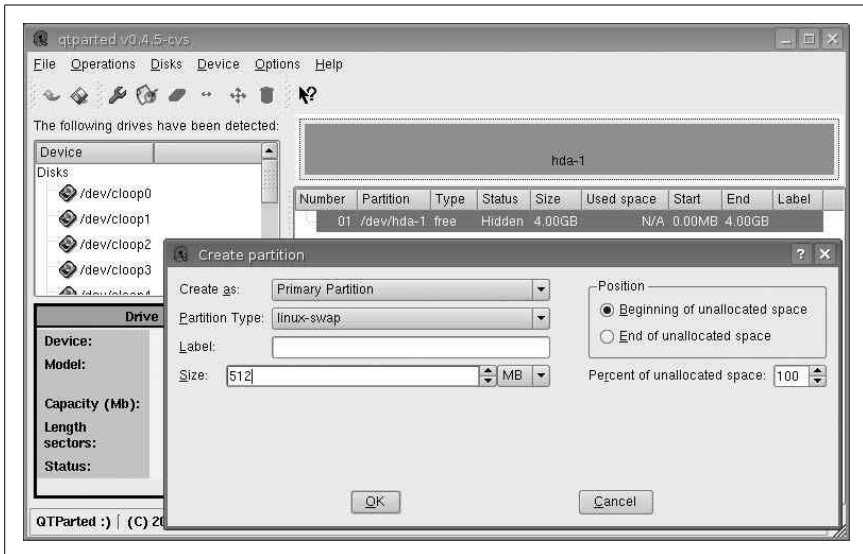 qtparted v0.4.5-cvs
File Operations Disks Device Options Help
The following drives have been detected:
Device
Disks
/dev/cloop0
/dev/cloop1
/dev/cloop2
/dev/cloop3
hda-1
Number Partition Type Status Size Used space Start End Label
01 /dev/hda-1 free Hidden 4.00GB N/A 0.00MB 4.00GB
Drive
Device:
Model:
Capacity (Mb):
Length
sectors:
Status:
QTParted :) (C) 20
Create partition
Create as: Primary Partition
Partition Type: linux-swap
Label:
Size: 512 MB
Position
Beginning of unallocated space
End of unallocated space
Percent of unallocated space: 100
OK Cancel